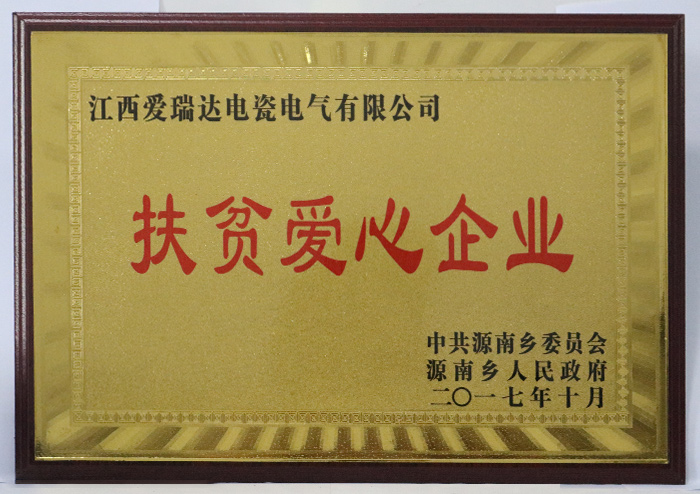 江西爱瑞达电瓷电气有限公司
扶贫爱心企业
中共源南乡委员会
源南乡人民政府
二〇一七年十月